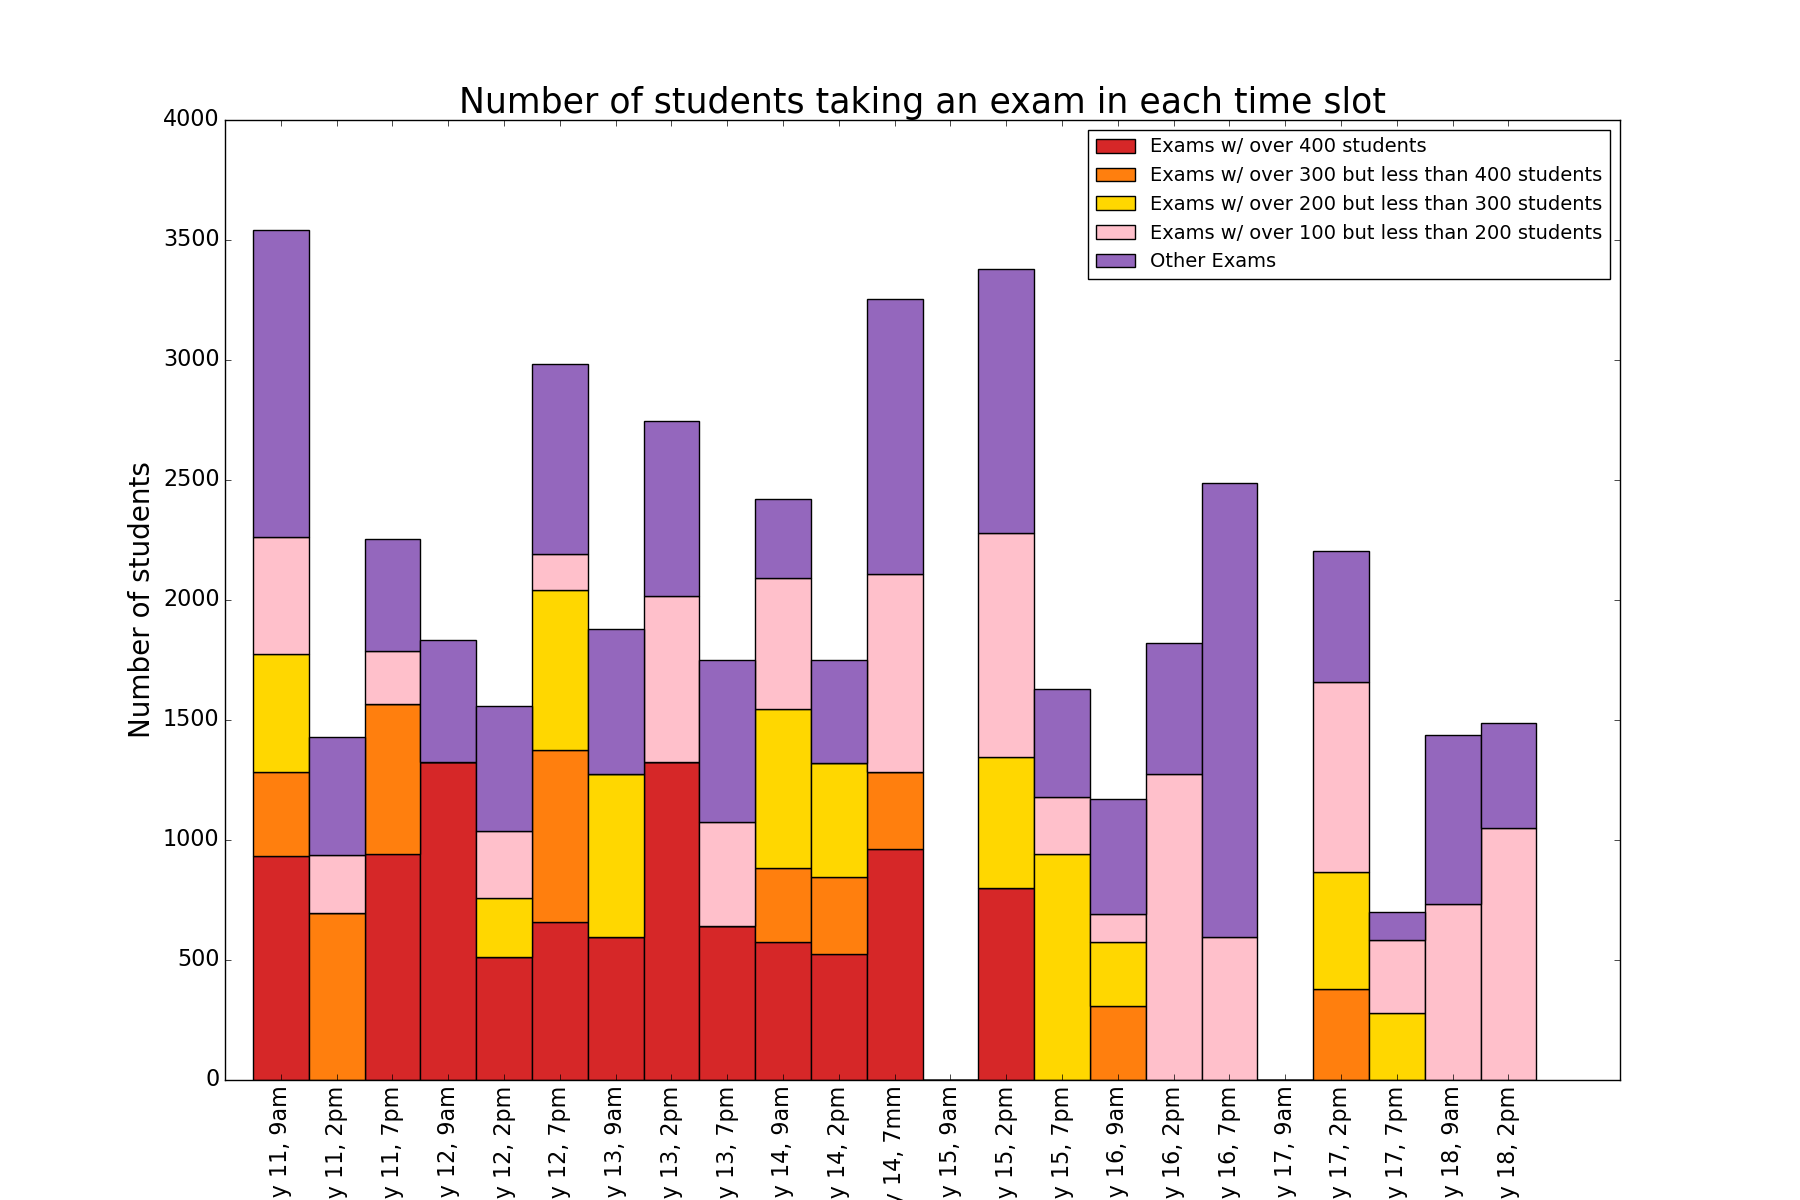 Number of students taking an exam in each time slot
Exams w/ over 400 students
Exams w/ over 300 but less than 400 students
Exams w/ over 200 but less than 300 students
Exams w/ over 100 but less than 200 students
Other Exams
Number of students
4000
3500
3000
2500
2000
1500
1000
500
0
y 11, 9am
y 11, 2pm
y 11, 7pm
y 12, 9am
y 12, 2pm
y 12, 7pm
y 13, 9am
y 13, 2pm
y 13, 7pm
y 14, 9am
y 14, 2pm
y 14, 7mm
y 15, 9am
y 15, 2pm
y 15, 7pm
y 16, 9am
y 16, 2pm
y 16, 7pm
y 17, 9am
y 17, 2pm
y 17, 7pm
y 18, 9am
y 18, 2pm